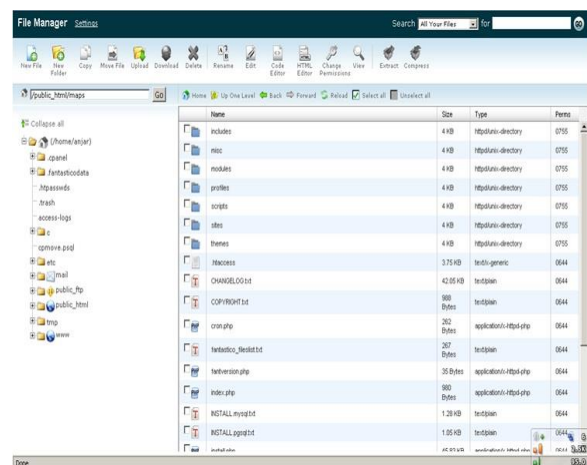 File Manager Settings
Search All Your Files for
Go
New File New Folder Copy Move File Upload Download Delete Rename Edit Code Editor HTML Editor Change Permissions View Extract Compress
/public_html/maps GO
Home Up One Level Back Forward Reload Select all Unselect all
Collapse all
(/home/anjar)
.cpanel
.fantasticodata
.htpasswds
.trash
access-logs
c
cpmove.psql
etc
mail
public_ftp
public_html
tmp
www
Name Size Type Perms
includes 4 KB httpd/unix-directory 0755
misc 4 KB httpd/unix-directory 0755
modules 4 KB httpd/unix-directory 0755
profiles 4 KB httpd/unix-directory 0755
scripts 4 KB httpd/unix-directory 0755
sites 4 KB httpd/unix-directory 0755
themes 4 KB httpd/unix-directory 0755
.htaccess 3.75 KB text/x-generic 0644
CHANGELOG.txt 42.05 KB text/plain 0644
COPYRIGHT.txt 988 Bytes text/plain 0644
cron.php 262 Bytes application/x-httpd-php 0644
fantastico_fileslist.txt 267 Bytes text/plain 0644
fantversion.php 35 Bytes application/x-httpd-php 0644
index.php 980 Bytes application/x-httpd-php 0644
INSTALL.mysql.txt 1.28 KB text/plain 0644
INSTALL.pgsql.txt 1.05 KB text/plain 0644
install.php application/x-httpd-php
Done